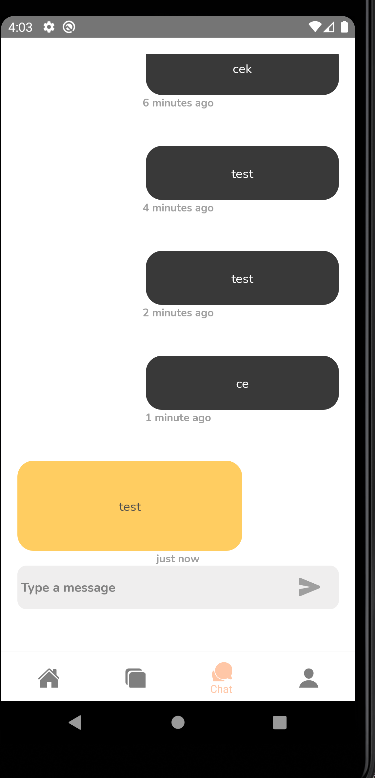 4:03
cek
6 minutes ago
test
4 minutes ago
test
2 minutes ago
ce
1 minute ago
test
just now
Type a message
Chat